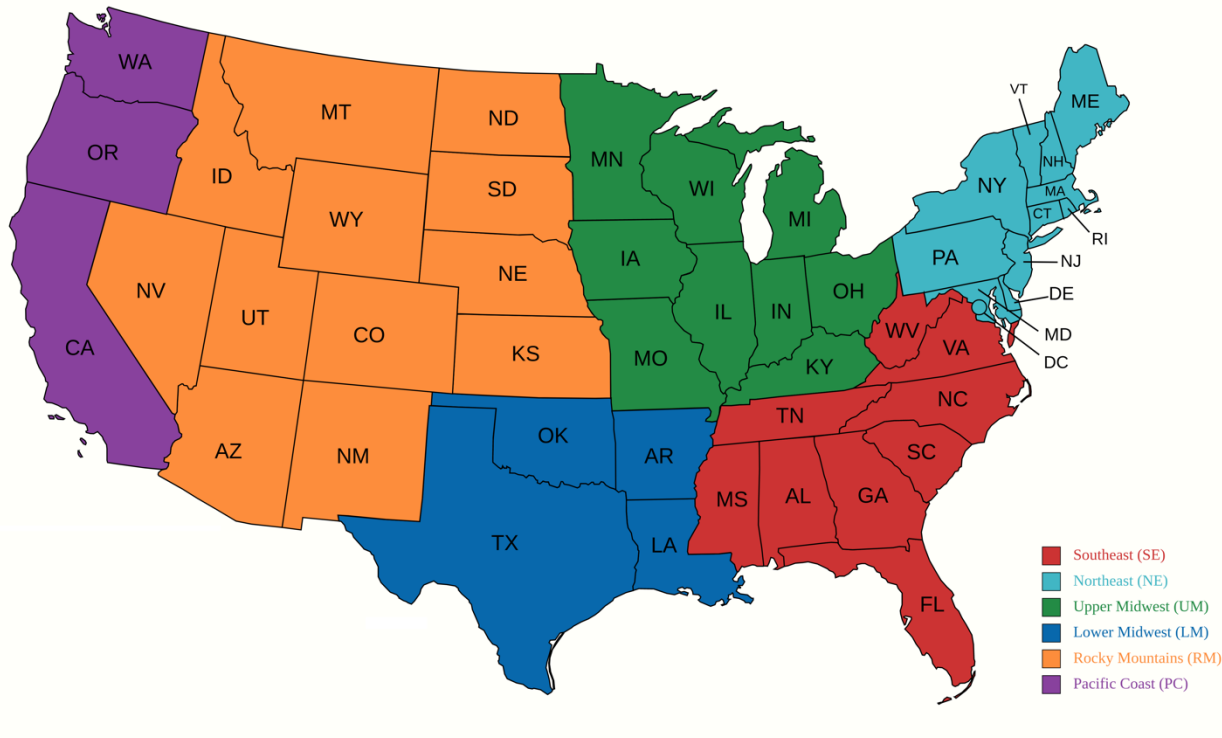 WA
OR
CA
NV
ID
MT
WY
UT
CO
AZ
NM
ND
SD
NE
KS
OK
TX
MN
IA
MO
AR
LA
WI
IL
MI
IN
OH
KY
TN
MS
AL
GA
FL
SC
NC
VA
WV
PA
NY
VT
NH
ME
MA
CT
RI
NJ
DE
MD
DC
Southeast (SE)
Northeast (NE)
Upper Midwest (UM)
Lower Midwest (LM)
Rocky Mountains (RM)
Pacific Coast (PC)